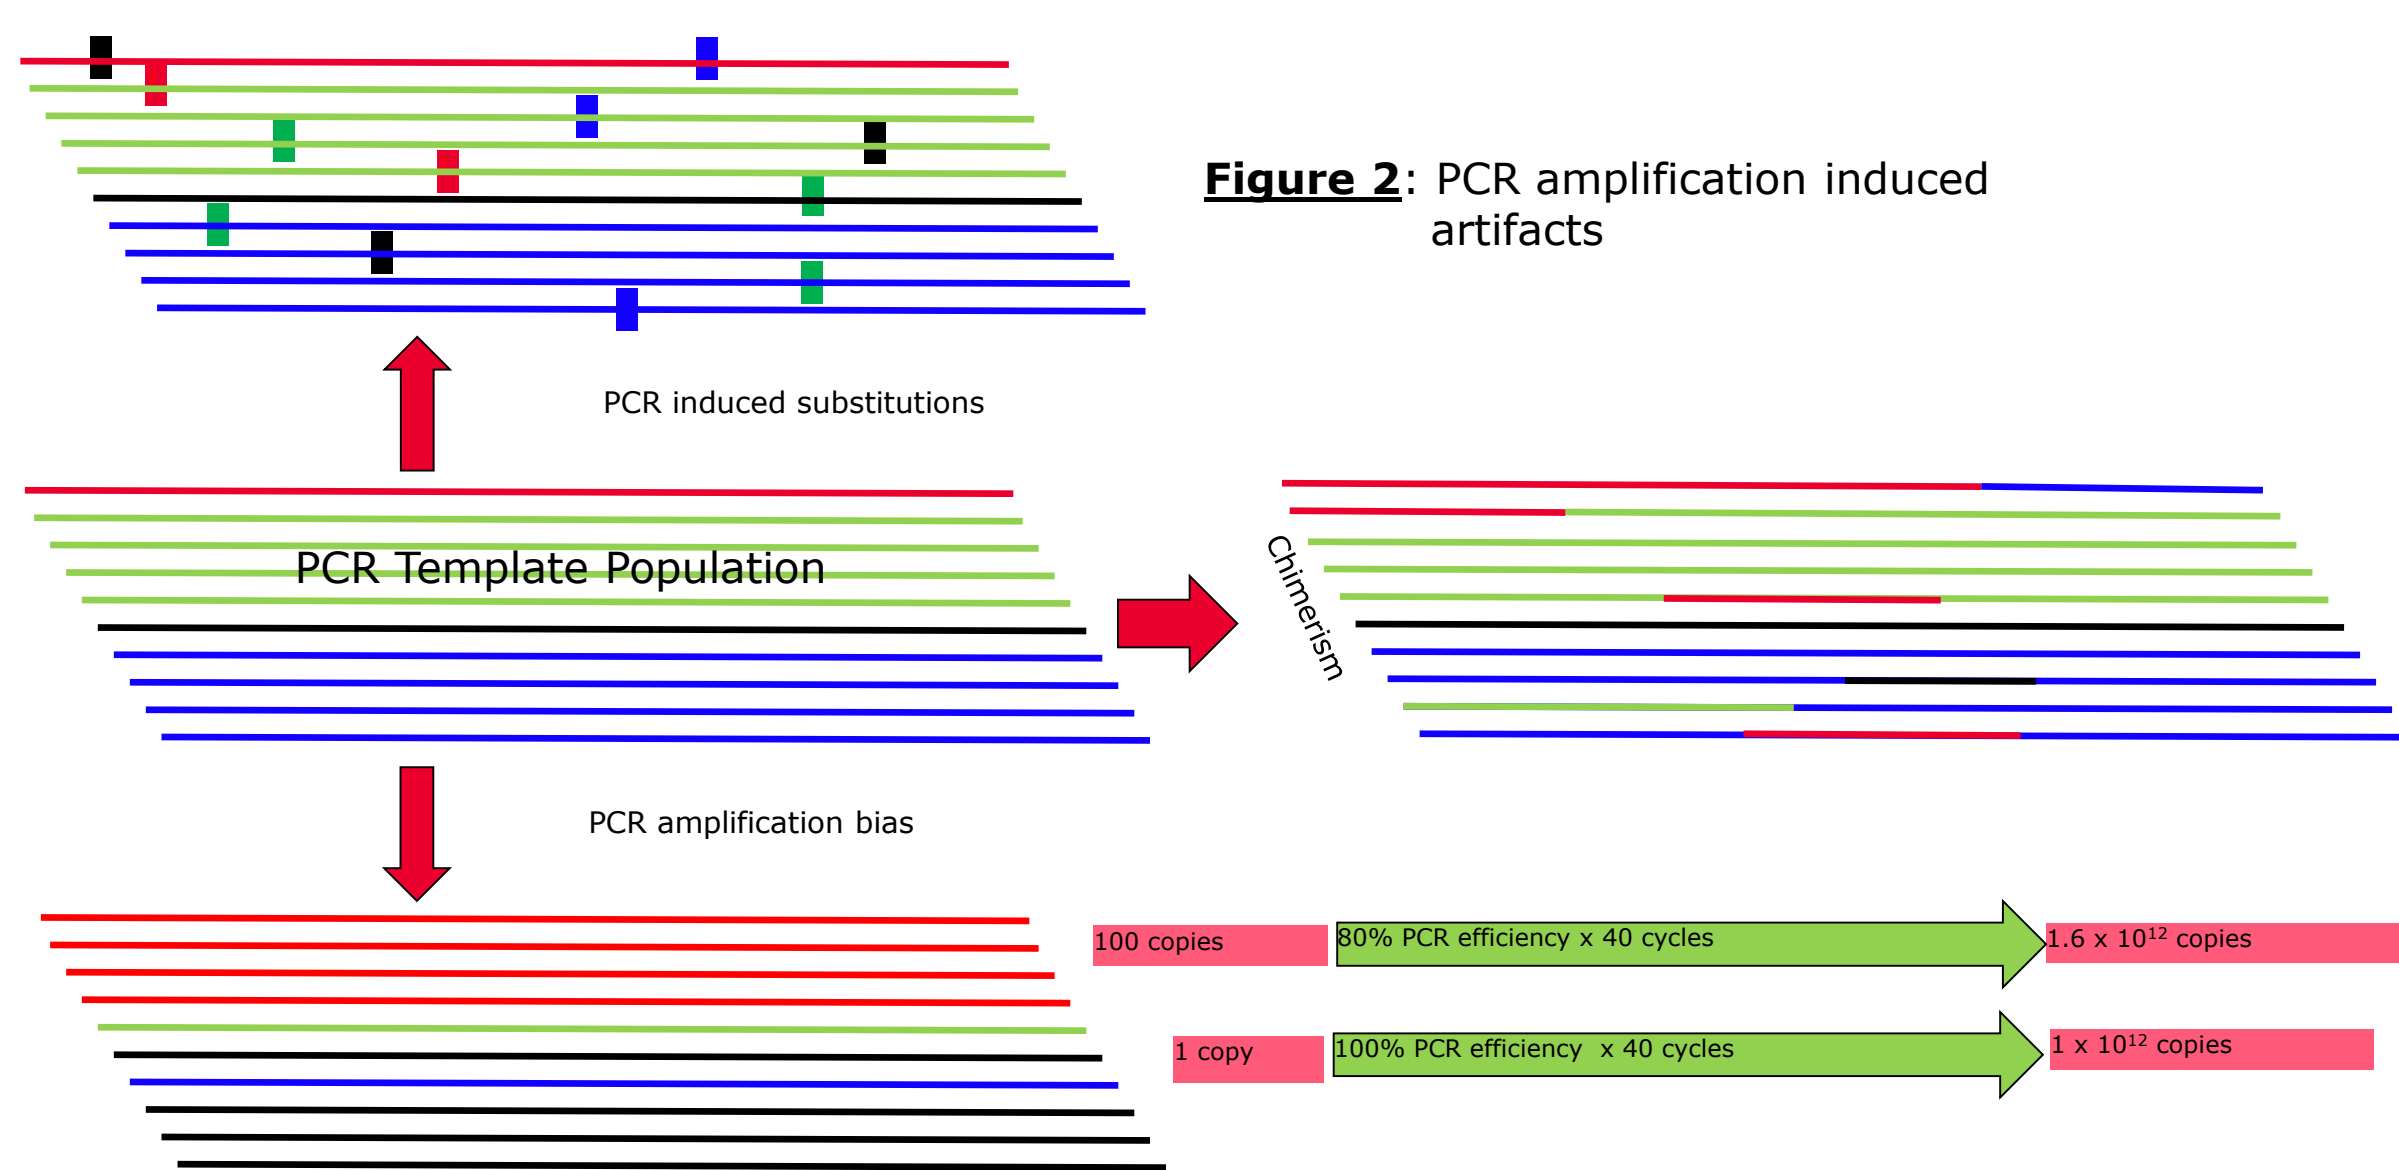 Figure 2: PCR amplification induced
artifacts
PCR induced substitutions
PCR Template Population
Chimerism
PCR amplification bias
100 copies
80% PCR efficiency x 40 cycles
1.6 x 10¹² copies
1 copy
100% PCR efficiency  x 40 cycles
1 x 10¹² copies